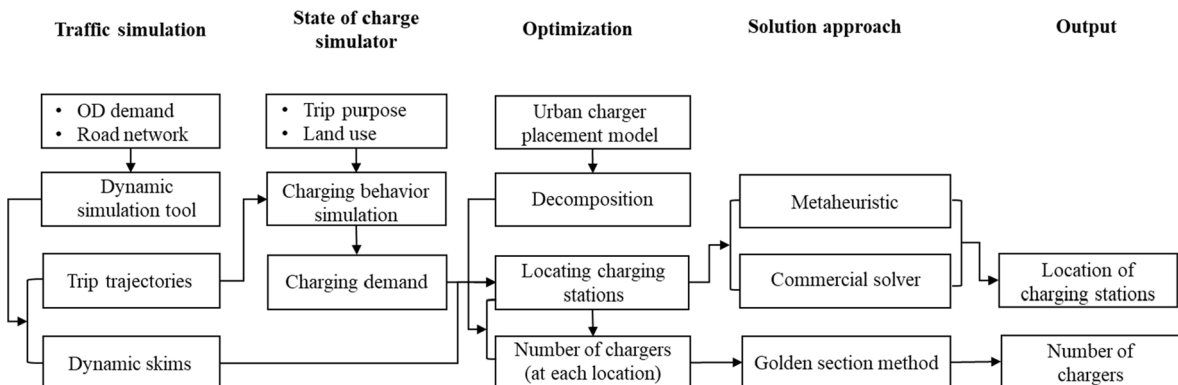 Traffic simulation
State of charge
simulator
Optimization
Solution approach
Output
• OD demand
• Road network
• Trip purpose
• Land use
Urban charger
placement model
Dynamic
simulation tool
Charging behavior
simulation
Decomposition
Metaheuristic
Trip trajectories
Charging demand
Locating charging
stations
Commercial solver
Location of
charging stations
Dynamic skims
Number of chargers
(at each location)
Golden section method
Number of
chargers